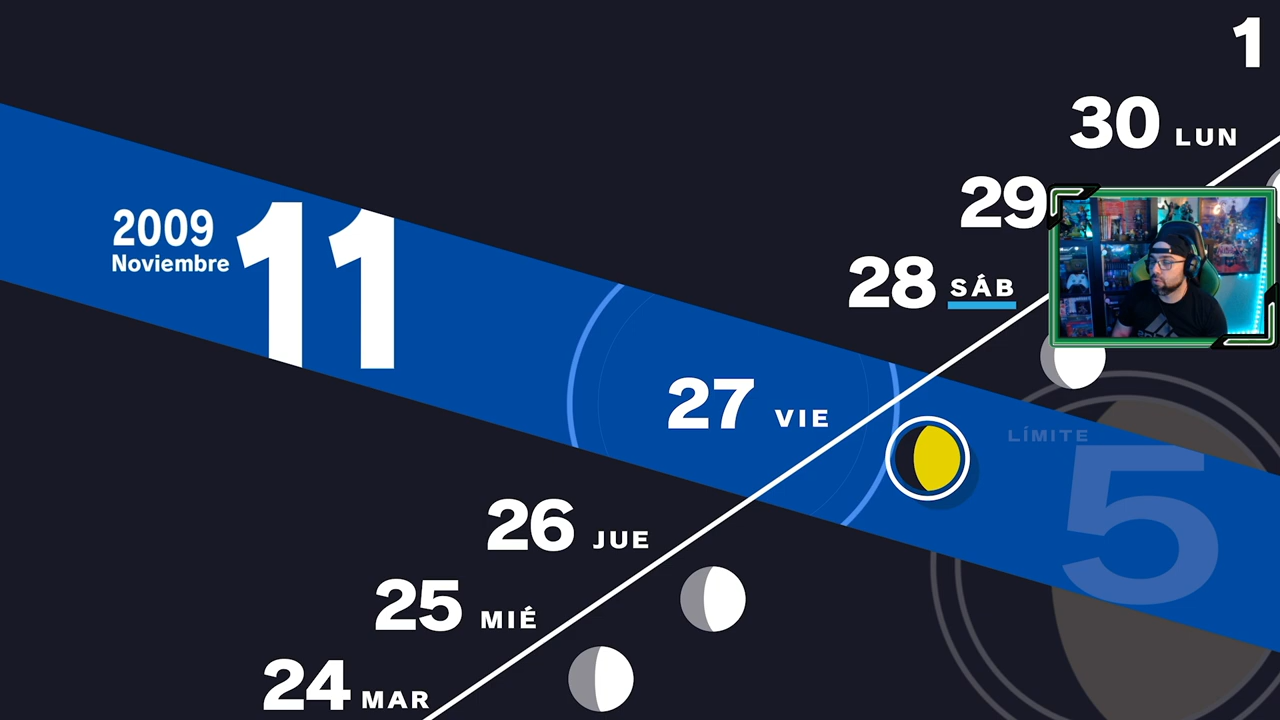 1
30 LUN
29
28 SÁB
2009
Noviembre
11
27 VIE
LÍMITE
5
26 JUE
25 MIÉ
24 MAR